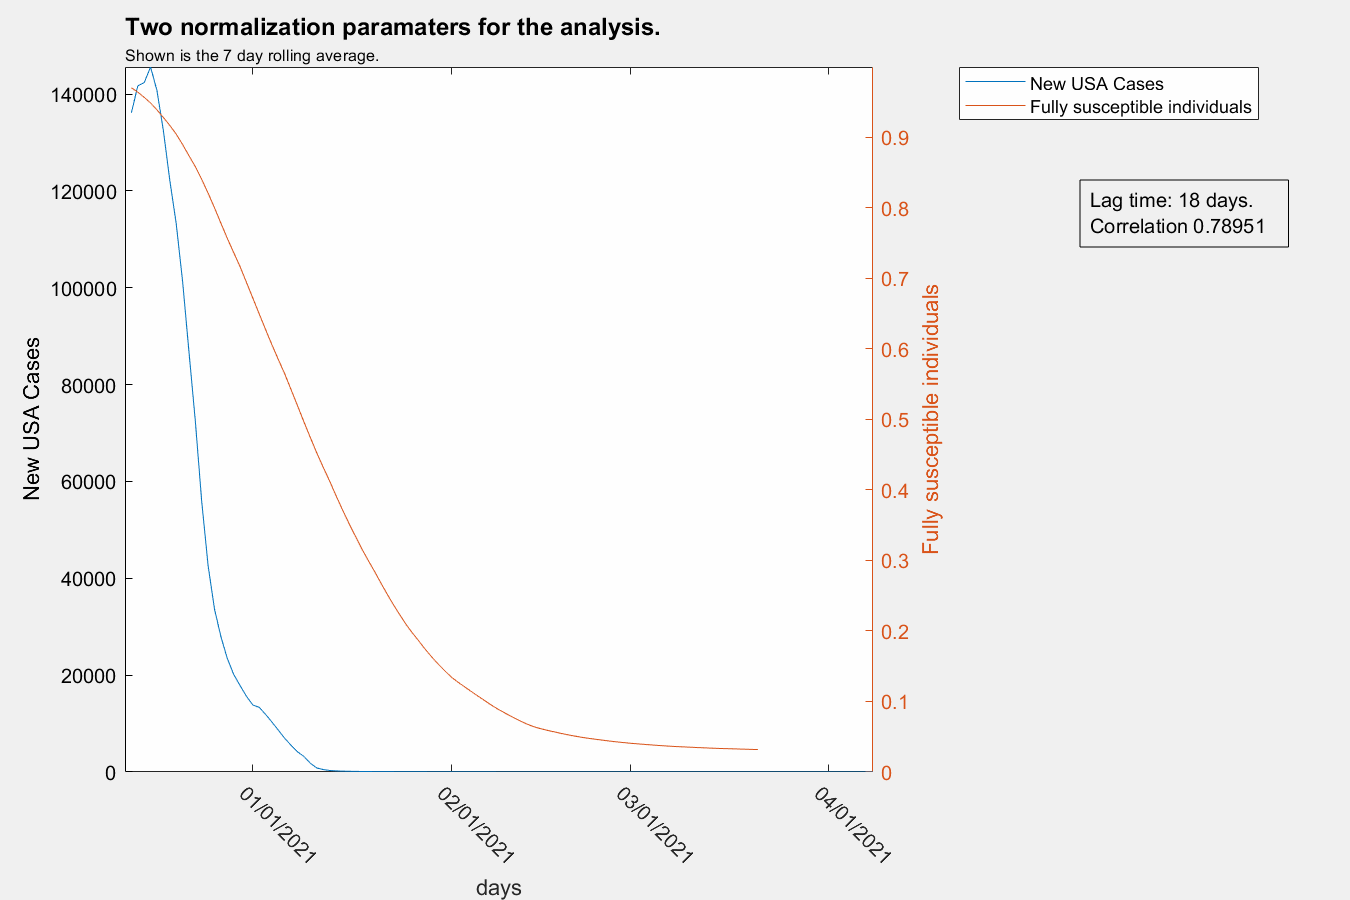 Two normalization paramaters for the analysis.
Shown is the 7 day rolling average.
New USA Cases
Fully susceptible individuals
Lag time: 18 days.
Correlation 0.78951
140000
120000
100000
80000
60000
40000
20000
0
New USA Cases
0.9
0.8
0.7
0.6
0.5
0.4
0.3
0.2
0.1
0
Fully susceptible individuals
01/01/2021
02/01/2021
03/01/2021
04/01/2021
days